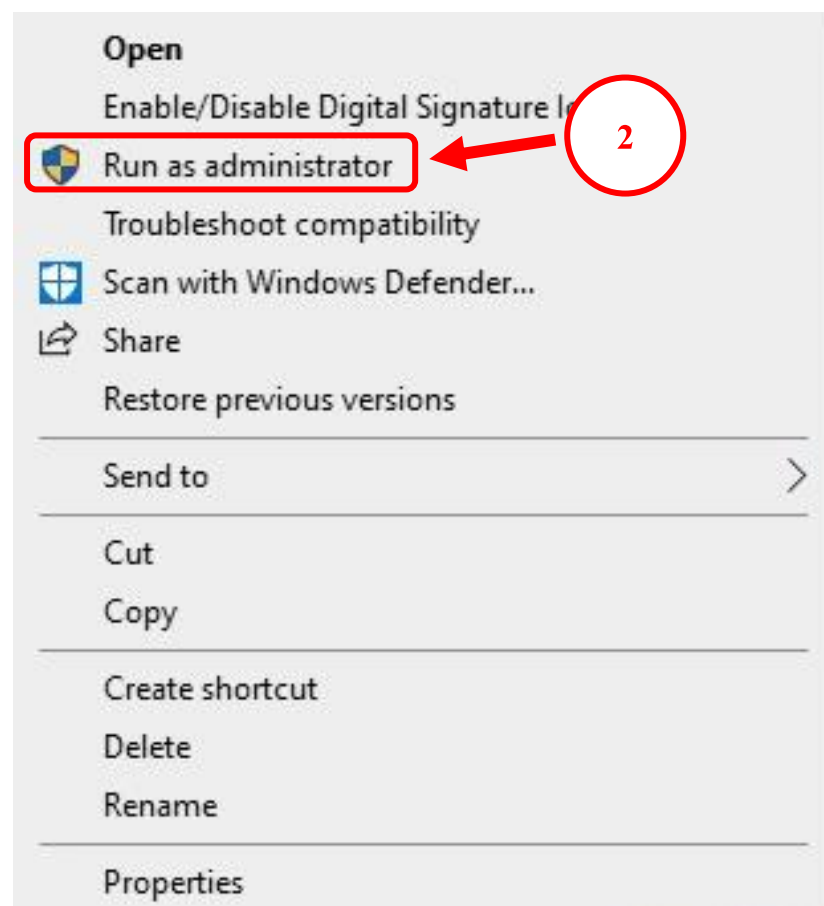 Open
Enable/Disable Digital Signature
2
Run as administrator
Troubleshoot compatibility
Scan with Windows Defender...
Share
Restore previous versions
Send to
Cut
Copy
Create shortcut
Delete
Rename
Properties